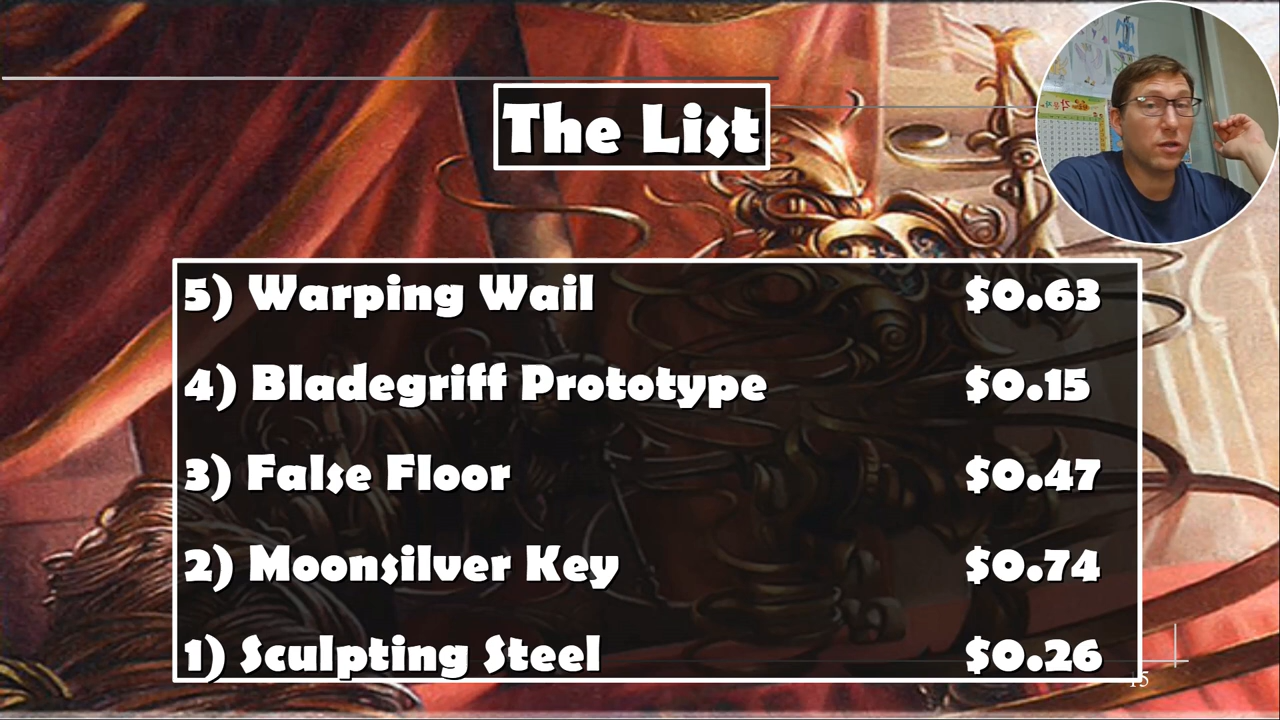 The List
5) Warping Wail $0.63
4) Bladegriff Prototype $0.15
3) False Floor $0.47
2) Moonsilver Key $0.74
1) Sculpting Steel $0.26
15